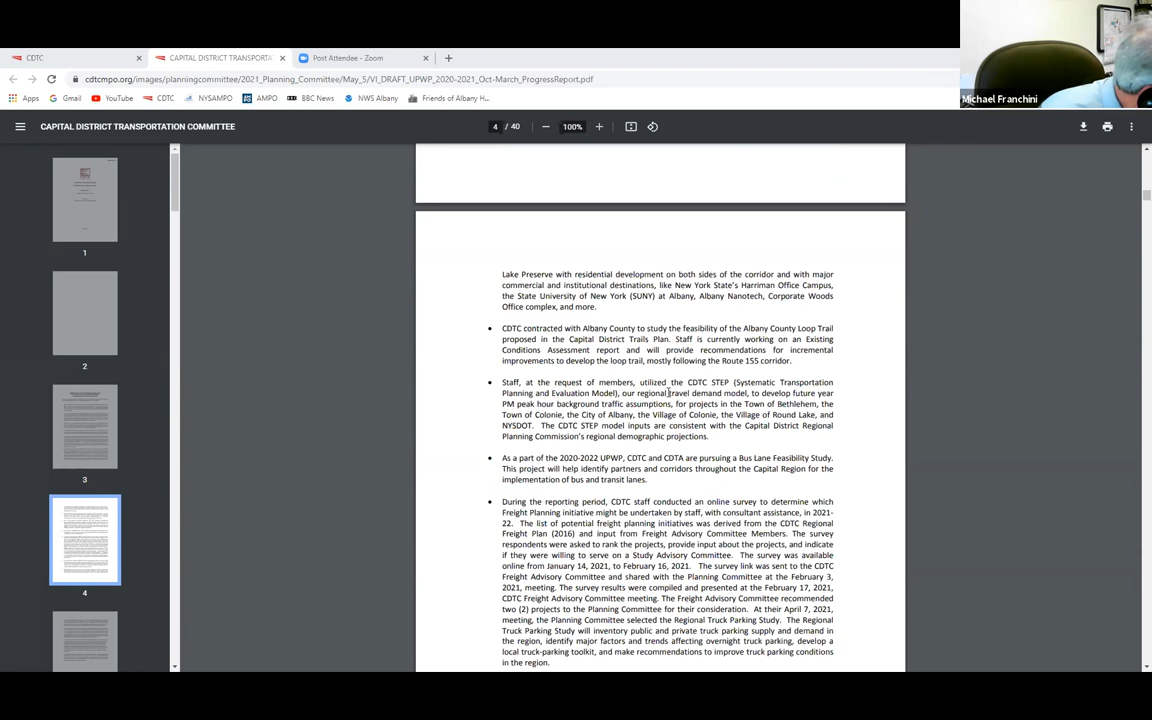 CDTC
CAPITAL DISTRICT TRANSPORTAT
Post Attendee - Zoom
cdtcmpo.org/images/planningcommittee/2021_Planning_Committee/May_5/VI_DRAFT_UPWP_2020-2021_Oct-March_ProgressReport.pdf
Apps
Gmail
YouTube
CDTC
NYSAMPO
AMPO
BBC News
NWS Albany
Friends of Albany H...
Michael Franchini
CAPITAL DISTRICT TRANSPORTATION COMMITTEE
4 / 40
100%
1
2
3
4
Lake Preserve with residential development on both sides of the corridor and with major
commercial and institutional destinations, like New York State's Harriman Office Campus,
the State University of New York (SUNY) at Albany, Albany Nanotech, Corporate Woods
Office complex, and more.
• CDTC contracted with Albany County to study the feasibility of the Albany County Loop Trail
proposed in the Capital District Trails Plan. Staff is currently working on an Existing
Conditions Assessment report and will provide recommendations for incremental
improvements to develop the loop trail, mostly following the Route 155 corridor.
• Staff, at the request of members, utilized the CDTC STEP (Systematic Transportation
Planning and Evaluation Model), our regional travel demand model, to develop future year
PM peak hour background traffic assumptions, for projects in the Town of Bethlehem, the
Town of Colonie, the City of Albany, the Village of Colonie, the Village of Round Lake, and
NYSDOT. The CDTC STEP model inputs are consistent with the Capital District Regional
Planning Commission's regional demographic projections.
• As a part of the 2020-2022 UPWP, CDTC and CDTA are pursuing a Bus Lane Feasibility Study.
This project will help identify partners and corridors throughout the Capital Region for the
implementation of bus and transit lanes.
• During the reporting period, CDTC staff conducted an online survey to determine which
Freight Planning initiative might be undertaken by staff, with consultant assistance, in 2021-
22. The list of potential freight planning initiatives was derived from the CDTC Regional
Freight Plan (2016) and input from Freight Advisory Committee Members. The survey
respondents were asked to rank the projects, provide input about the projects, and indicate
if they were willing to serve on a Study Advisory Committee. The survey was available
online from January 14, 2021, to February 16, 2021. The survey link was sent to the CDTC
Freight Advisory Committee and shared with the Planning Committee at the February 3,
2021, meeting. The survey results were compiled and presented at the February 17, 2021,
CDTC Freight Advisory Committee meeting. The Freight Advisory Committee recommended
two (2) projects to the Planning Committee for their consideration. At their April 7, 2021,
meeting, the Planning Committee selected the Regional Truck Parking Study. The Regional
Truck Parking Study will inventory public and private truck parking supply and demand in
the region, identify major factors and trends affecting overnight truck parking, develop a
local truck-parking toolkit, and make recommendations to improve truck parking conditions
in the region.